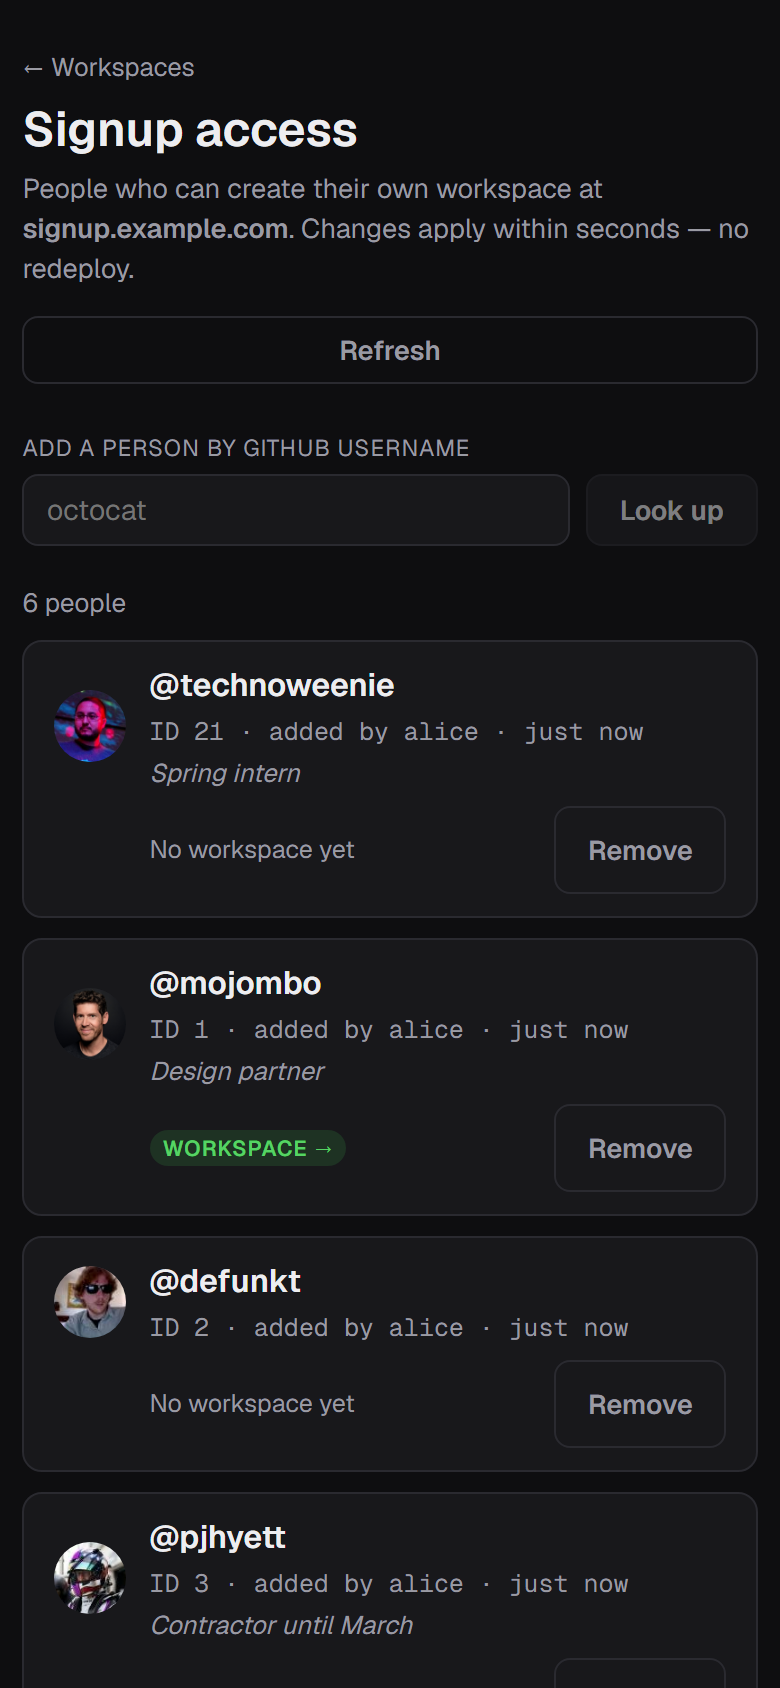 ← Workspaces
Signup access
People who can create their own workspace at
signup.example.com. Changes apply within seconds — no
redeploy.
Refresh
ADD A PERSON BY GITHUB USERNAME
octocat
Look up
6 people
@technoweenie
ID 21 · added by alice · just now
Spring intern
No workspace yet
Remove
@mojombo
ID 1 · added by alice · just now
Design partner
WORKSPACE →
Remove
@defunkt
ID 2 · added by alice · just now
No workspace yet
Remove
@pjhyett
ID 3 · added by alice · just now
Contractor until March